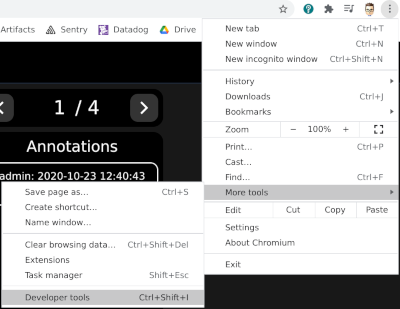 Artifacts Sentry Datadog Drive
1 / 4
Annotations
admin: 2020-10-23 12:40:43
New tab Ctrl+T
New window Ctrl+N
New incognito window Ctrl+Shift+N
History
Downloads Ctrl+J
Bookmarks
Zoom − 100% +
Print… Ctrl+P
Cast…
Find… Ctrl+F
More tools
Edit Cut Copy Paste
Settings
About Chromium
Exit
Save page as… Ctrl+S
Create shortcut…
Name window…
Clear browsing data… Ctrl+Shift+Del
Extensions
Task manager Shift+Esc
Developer tools Ctrl+Shift+I